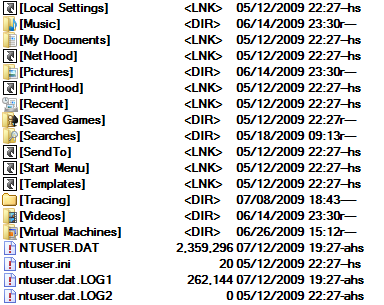 [Local Settings] <LNK> 05/12/2009 22:27-hs
[Music] <DIR> 06/14/2009 23:30r—
[My Documents] <LNK> 05/12/2009 22:27-hs
[NetHood] <LNK> 05/12/2009 22:27-hs
[Pictures] <DIR> 06/14/2009 23:30r—
[PrintHood] <LNK> 05/12/2009 22:27-hs
[Recent] <LNK> 05/12/2009 22:27-hs
[Saved Games] <DIR> 05/12/2009 22:27r—
[Searches] <DIR> 05/18/2009 09:13r—
[SendTo] <LNK> 05/12/2009 22:27-hs
[Start Menu] <LNK> 05/12/2009 22:27-hs
[Templates] <LNK> 05/12/2009 22:27-hs
[Tracing] <DIR> 07/08/2009 18:43—
[Videos] <DIR> 06/14/2009 23:30r—
[Virtual Machines] <DIR> 06/26/2009 15:12r—
NTUSER.DAT 2,359,296 07/12/2009 19:27-ahs
ntuser.ini 20 05/12/2009 22:27-hs
ntuser.dat.LOG1 262,144 07/12/2009 19:27-ahs
ntuser.dat.LOG2 0 05/12/2009 22:27-ahs